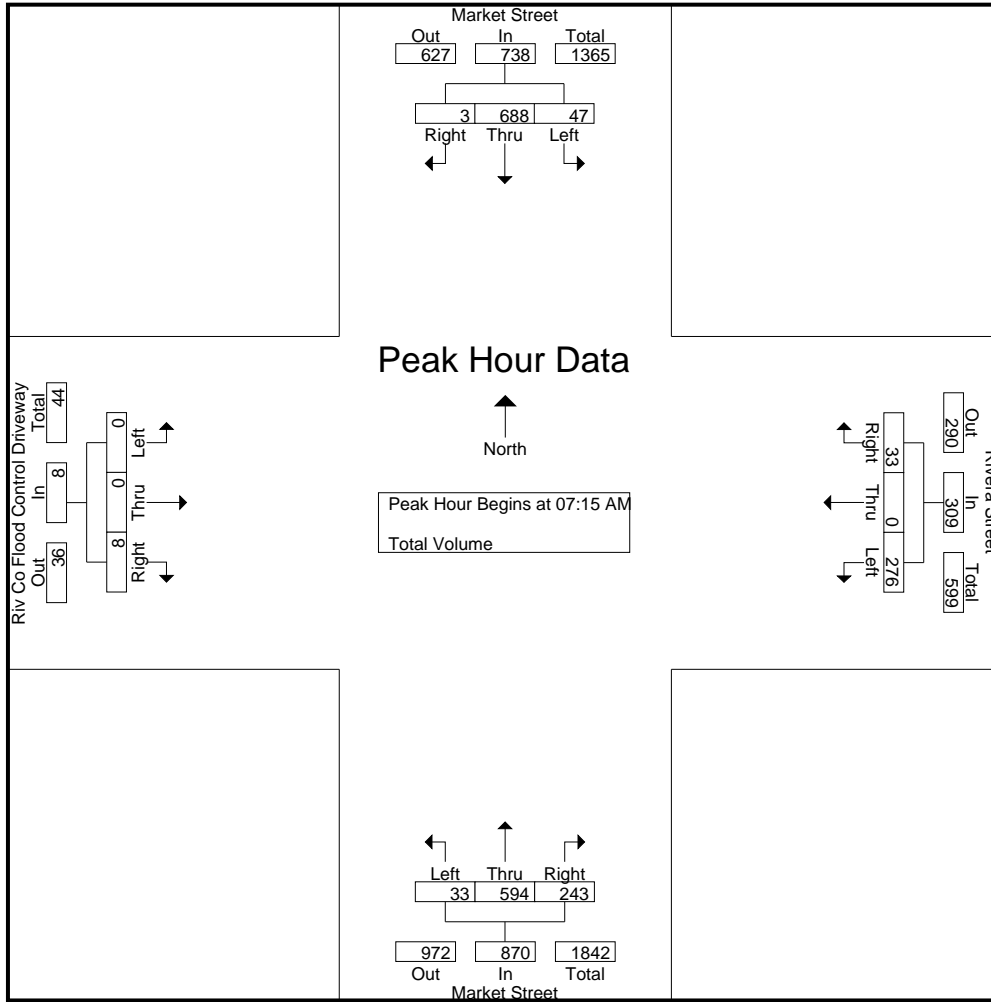 Market Street
Out In Total
627 738 1365
3 688 47
Right Thru Left
Peak Hour Data
North
Peak Hour Begins at 07:15 AM
Total Volume
Riv Co Flood Control Driveway
Out In Total
36 8 44
Left Thru Right
0 0 8
Rivera Street
Out In Total
290 309 599
Right Thru Left
33 0 276
Left Thru Right
33 594 243
972 870 1842
Out In Total
Market Street